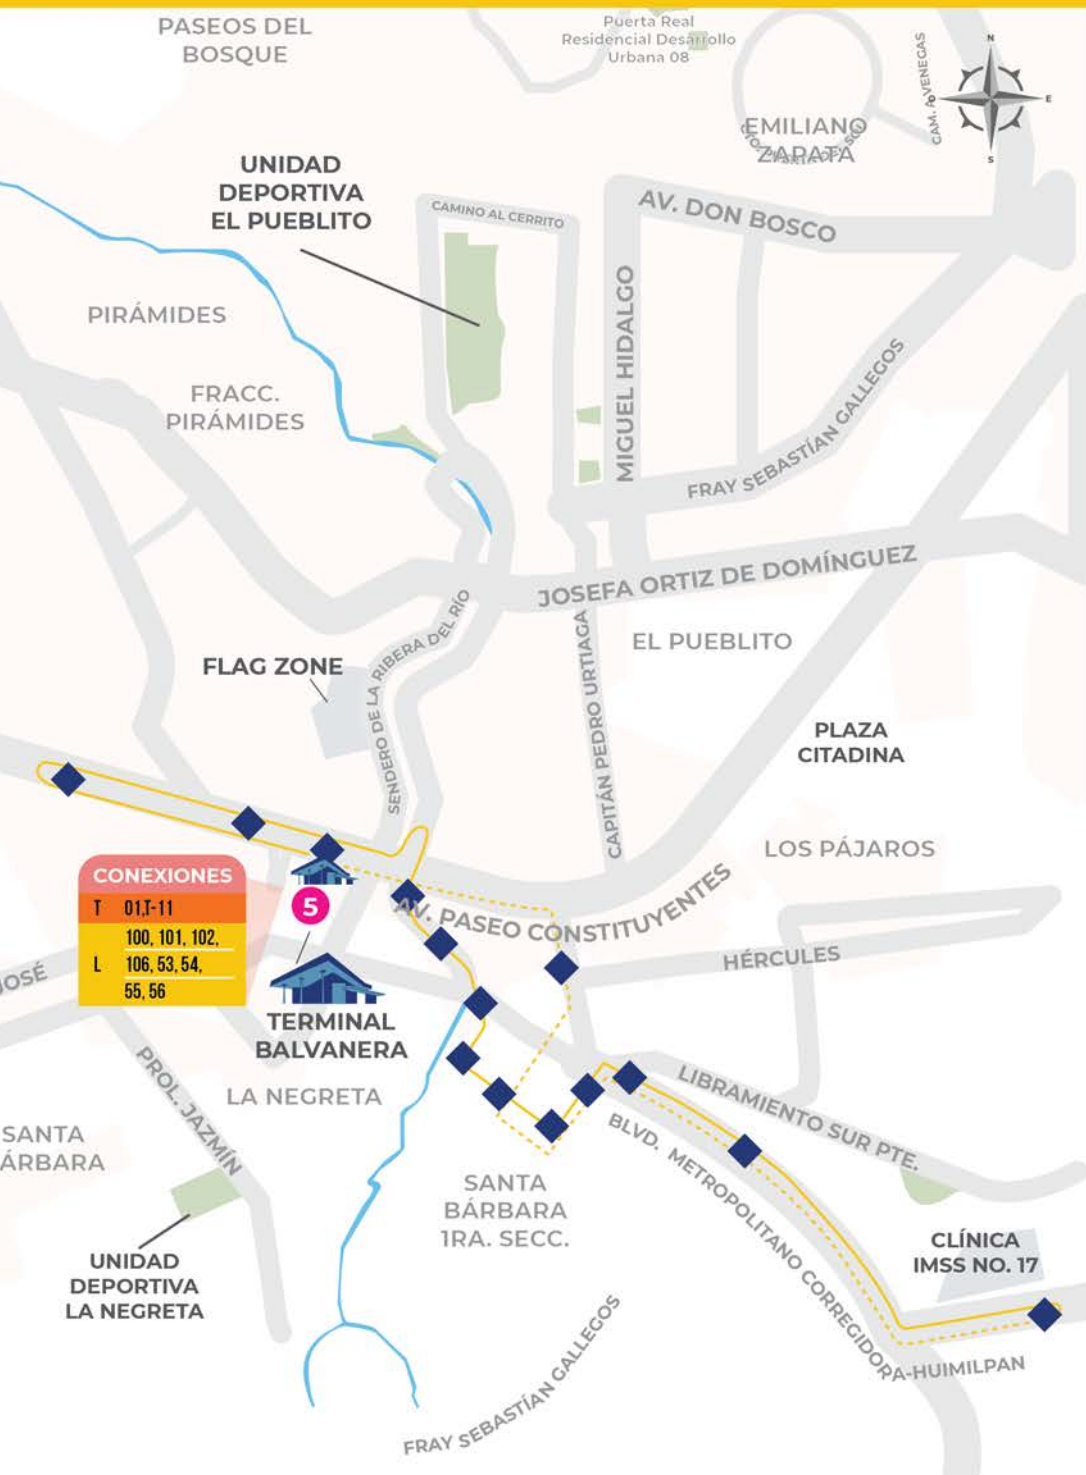 PASEOS DEL
BOSQUE
Puerta Real
Residencial Desarrollo
Urbana 08
CAM. A VENEGAS
N
E
S
O
EMILIANO
ZAPATA
UNIDAD
DEPORTIVA
EL PUEBLITO
CAMINO AL CERRITO
AV. DON BOSCO
PIRÁMIDES
MIGUEL HIDALGO
FRACC.
PIRÁMIDES
FRAY SEBASTÍAN GALLEGOS
JOSEFA ORTIZ DE DOMÍNGUEZ
SENDERO DE LA RIBERA DEL RÍO
CAPITÁN PEDRO URTIAGA
EL PUEBLITO
FLAG ZONE
PLAZA
CITADINA
LOS PÁJAROS
CONEXIONES
T 01,T-11
100, 101, 102,
L 106, 53, 54,
55, 56
5
AV. PASEO CONSTITUYENTES
HÉRCULES
JOSÉ
TERMINAL
BALVANERA
PROL. JAZMÍN
LA NEGRETA
LIBRAMIENTO SUR PTE.
BLVD. METROPOLITANO CORREGIDORA-HUIMILPAN
SANTA
ÁRBARA
SANTA
BÁRBARA
1RA. SECC.
CLÍNICA
IMSS NO. 17
UNIDAD
DEPORTIVA
LA NEGRETA
FRAY SEBASTÍAN GALLEGOS